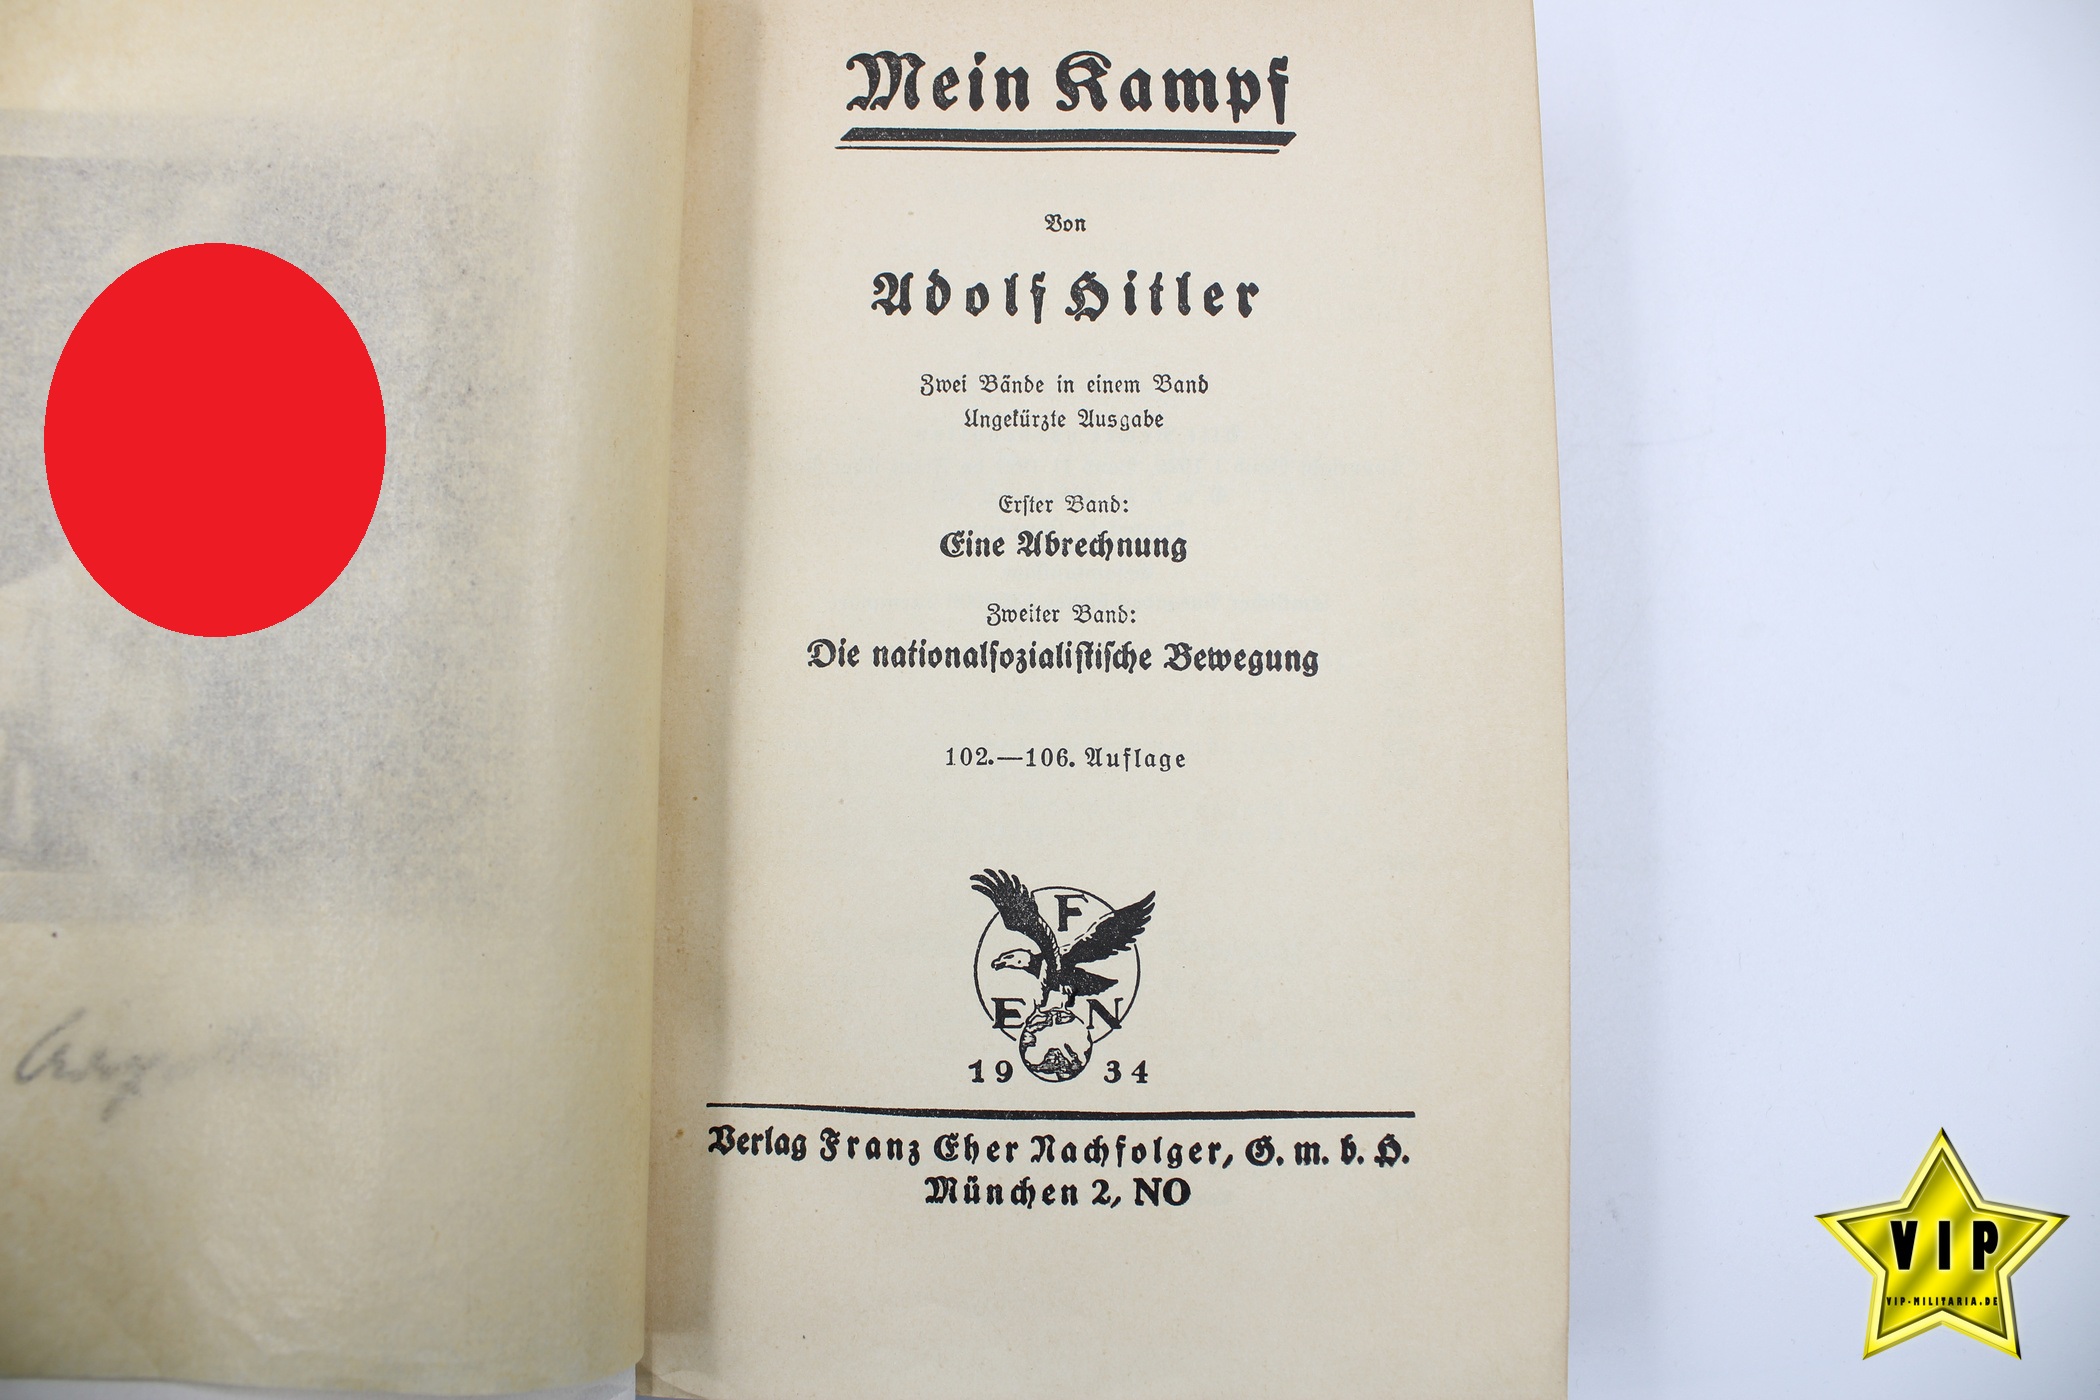 Mein Kampf
Von
Adolf Hitler
Zwei Bände in einem Band
Ungekürzte Ausgabe
Erſter Band:
Eine Abrechnung
Zweiter Band:
Die nationalſozialiſtiſche Bewegung
102.—106. Auflage
F
E N
19 34
Verlag Franz Eher Nachfolger, G. m. b. H.
München 2, NO
VIP
VIP-MILITARIA.DE